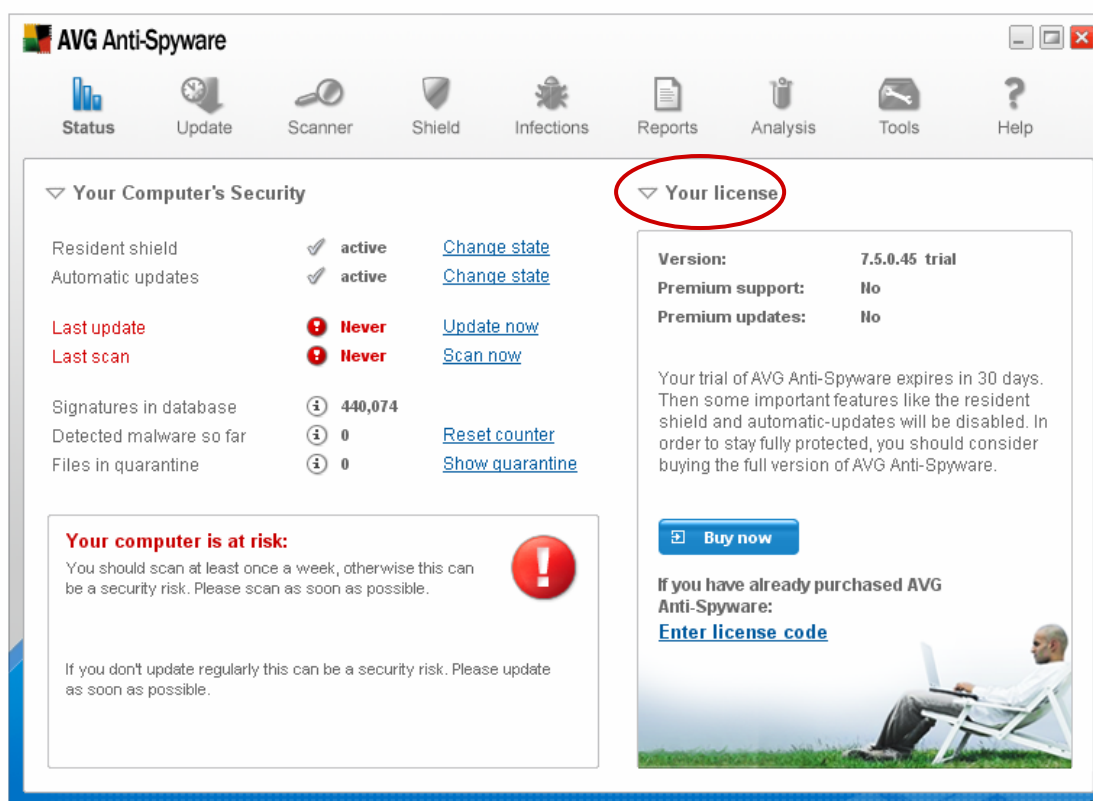 AVG Anti-Spyware
Status Update Scanner Shield Infections Reports Analysis Tools Help
Your Computer's Security
Resident shield active Change state
Automatic updates active Change state
Last update Never Update now
Last scan Never Scan now
Signatures in database 440,074
Detected malware so far 0 Reset counter
Files in quarantine 0 Show quarantine
Your computer is at risk:
You should scan at least once a week, otherwise this can
be a security risk. Please scan as soon as possible.
If you don't update regularly this can be a security risk. Please update
as soon as possible.
Your license
Version: 7.5.0.45 trial
Premium support: No
Premium updates: No
Your trial of AVG Anti-Spyware expires in 30 days.
Then some important features like the resident
shield and automatic-updates will be disabled. In
order to stay fully protected, you should consider
buying the full version of AVG Anti-Spyware.
Buy now
If you have already purchased AVG
Anti-Spyware:
Enter license code